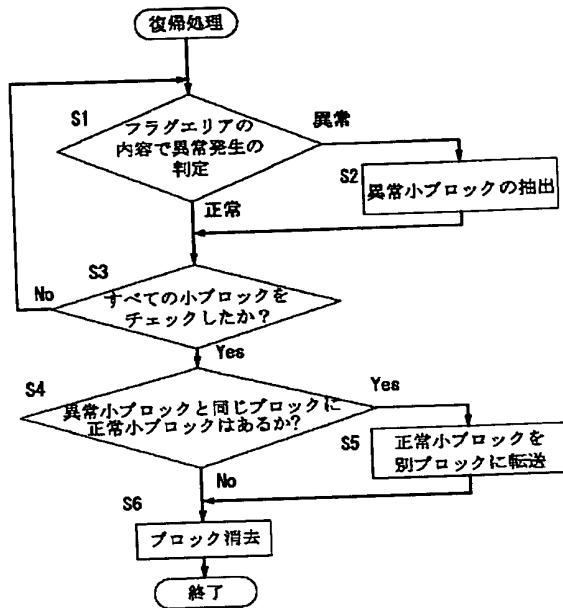 復帰処理
S1
フラグエリアの
内容で異常発生の
判定
異常
S2
異常小ブロックの抽出
正常
S3
No
すべての小ブロックを
チェックしたか?
Yes
S4
異常小ブロックと同じブロックに
正常小ブロックはあるか?
Yes
S5
正常小ブロックを
別ブロックに転送
No
S6
ブロック消去
終了